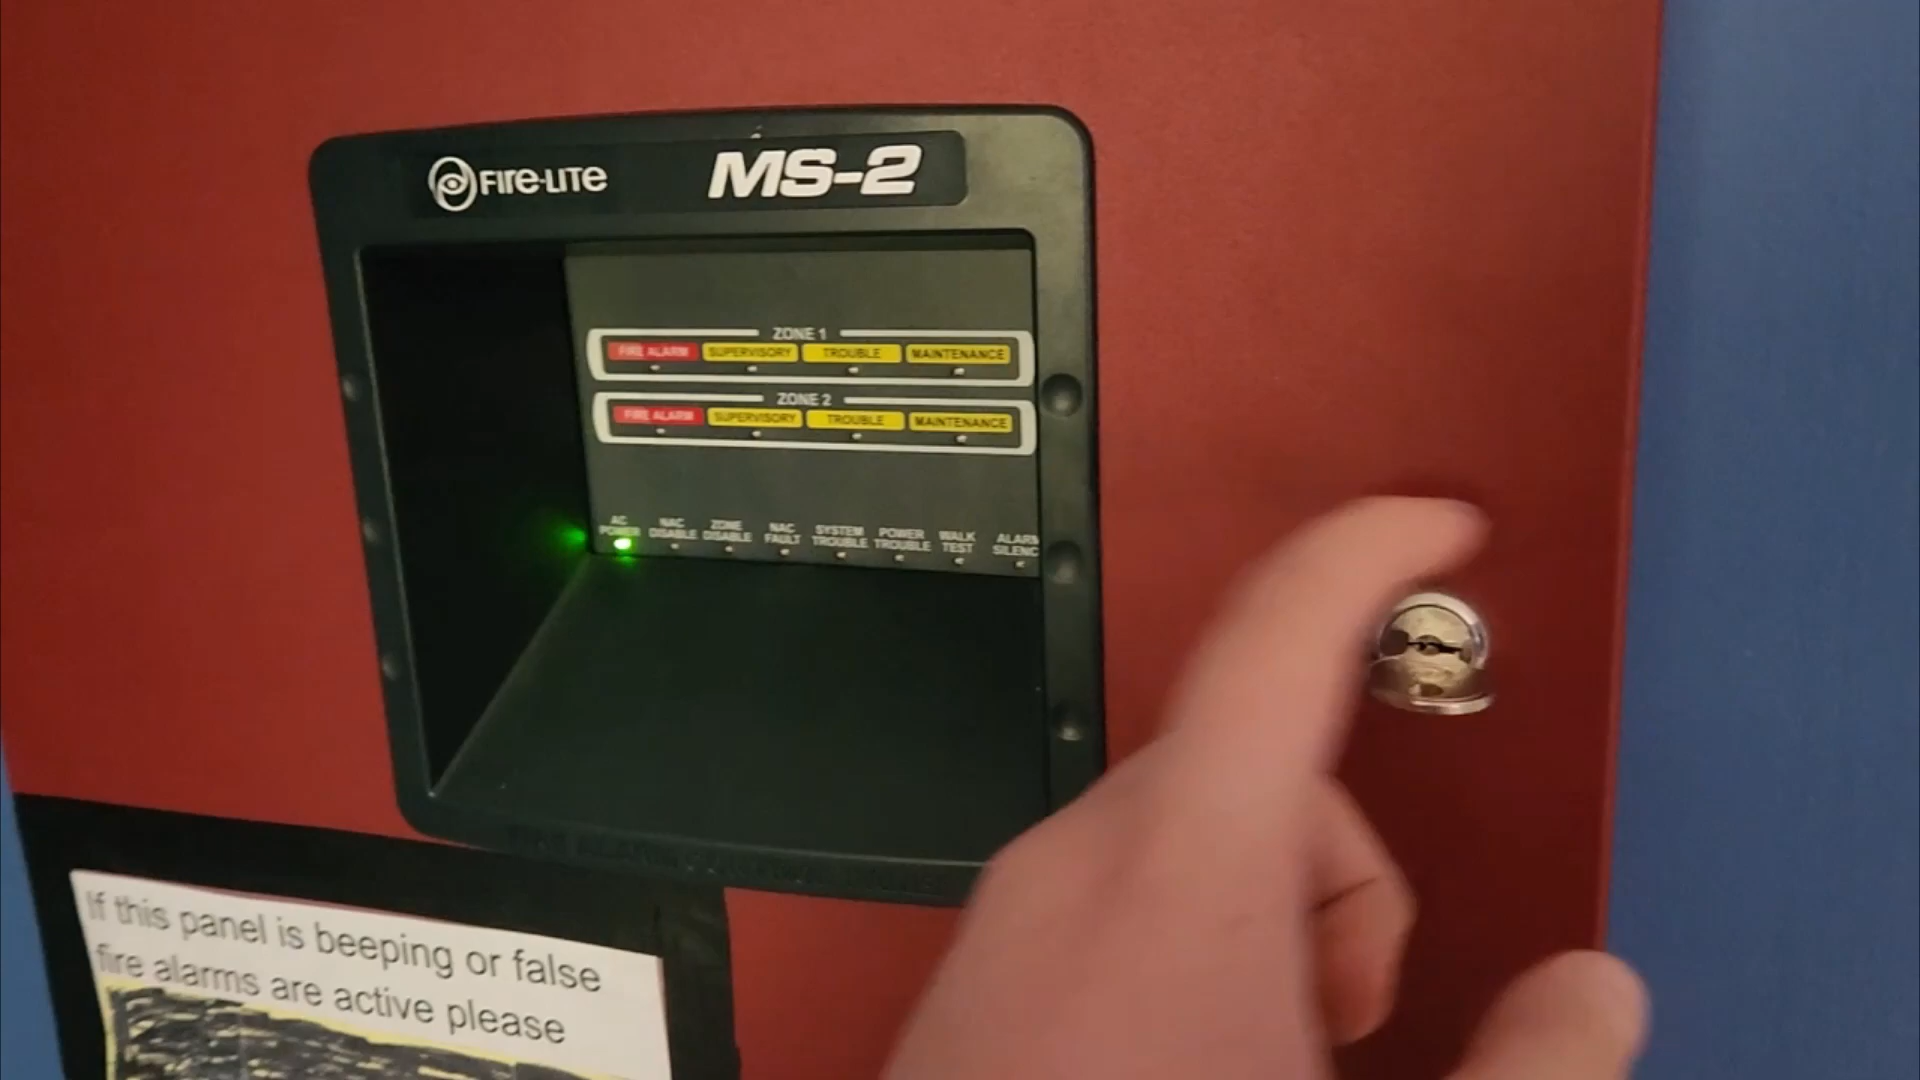 FIRE-LITE MS-2
ZONE 1
FIRE ALARM SUPERVISORY TROUBLE MAINTENANCE
ZONE 2
FIRE ALARM SUPERVISORY TROUBLE MAINTENANCE
AC POWER
NAC DISABLE
ZONE DISABLE
NAC FAULT
SYSTEM TROUBLE
POWER TROUBLE
WALK TEST
ALARM SILENC
If this panel is beeping or false
fire alarms are active please